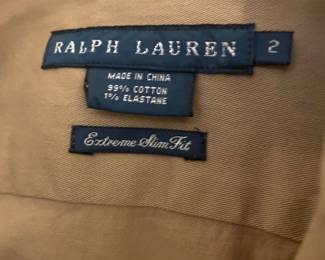 RALPH LAUREN 2
MADE IN CHINA
99% COTTON
1% ELASTANE
Extreme Slim Fit